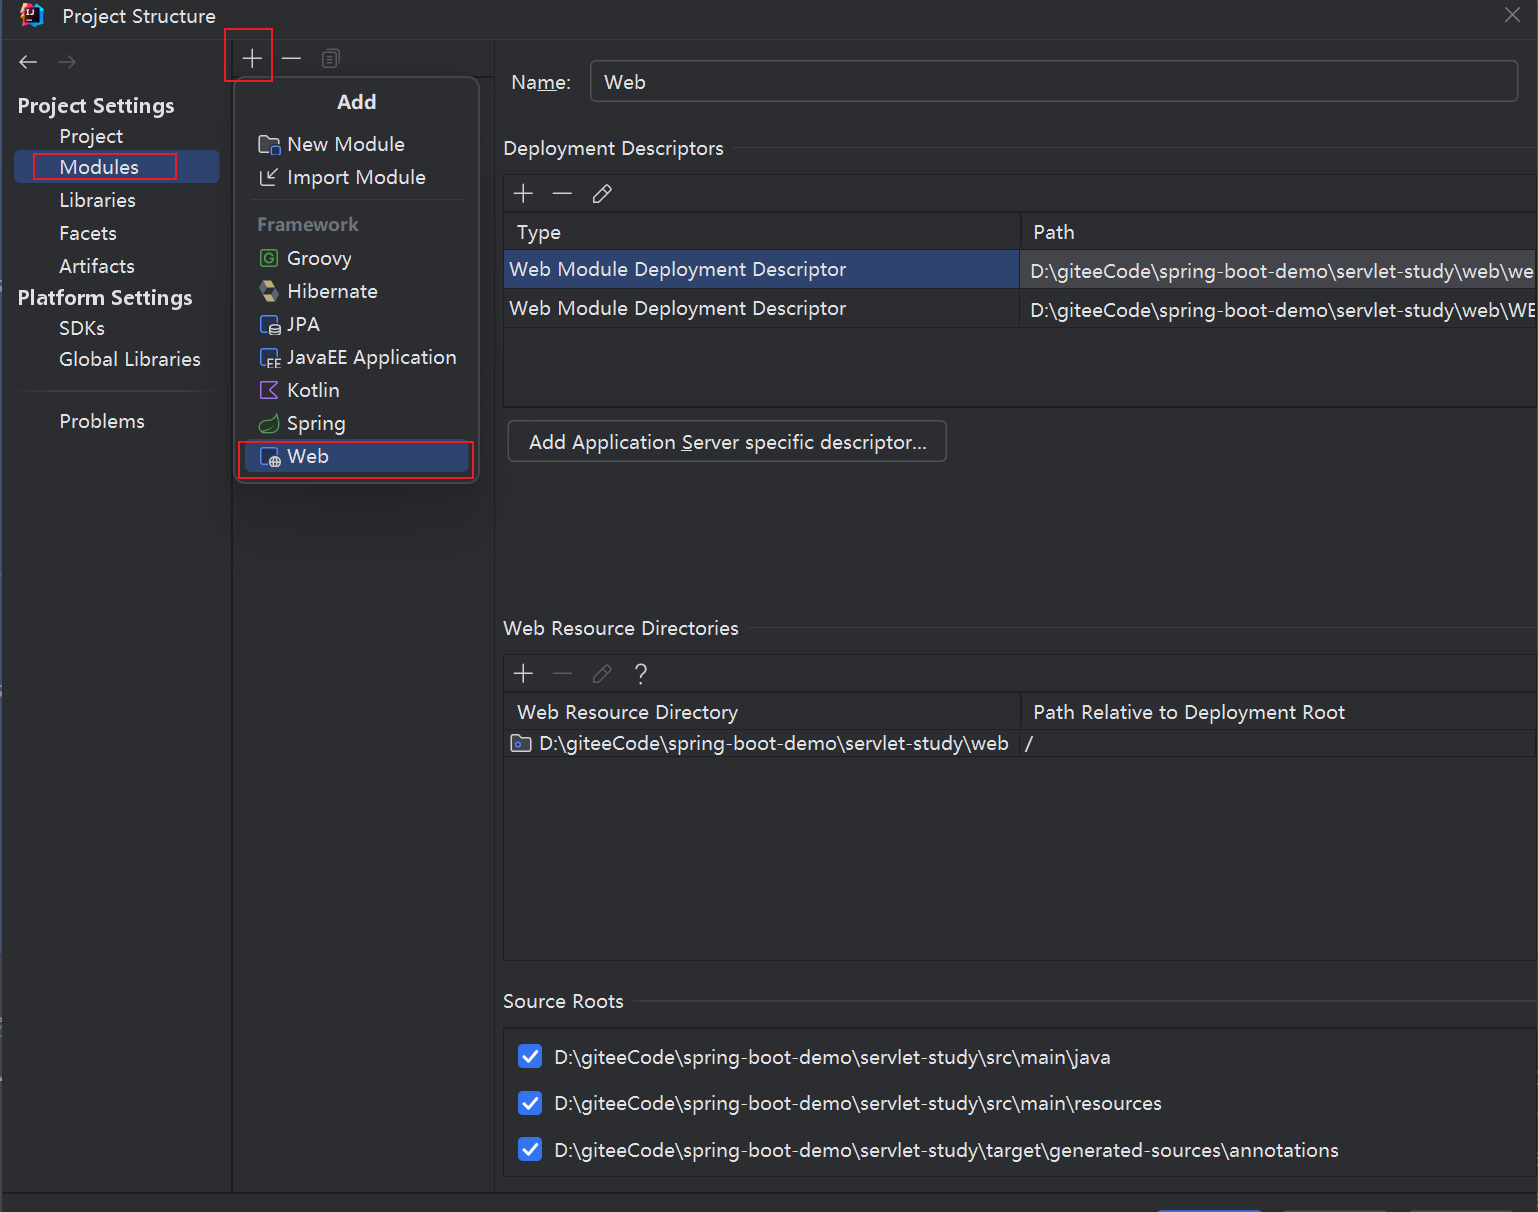 Project Structure
Project Settings
Project
Modules
Libraries
Facets
Artifacts
Platform Settings
SDKs
Global Libraries
Problems
Add
New Module
Import Module
Framework
Groovy
Hibernate
JPA
JavaEE Application
Kotlin
Spring
Web
Name: Web
Deployment Descriptors
Type Path
Web Module Deployment Descriptor D:\giteeCode\spring-boot-demo\servlet-study\web\we
Web Module Deployment Descriptor D:\giteeCode\spring-boot-demo\servlet-study\web\WE
Add Application Server specific descriptor...
Web Resource Directories
Web Resource Directory Path Relative to Deployment Root
D:\giteeCode\spring-boot-demo\servlet-study\web /
Source Roots
D:\giteeCode\spring-boot-demo\servlet-study\src\main\java
D:\giteeCode\spring-boot-demo\servlet-study\src\main\resources
D:\giteeCode\spring-boot-demo\servlet-study\target\generated-sources\annotations